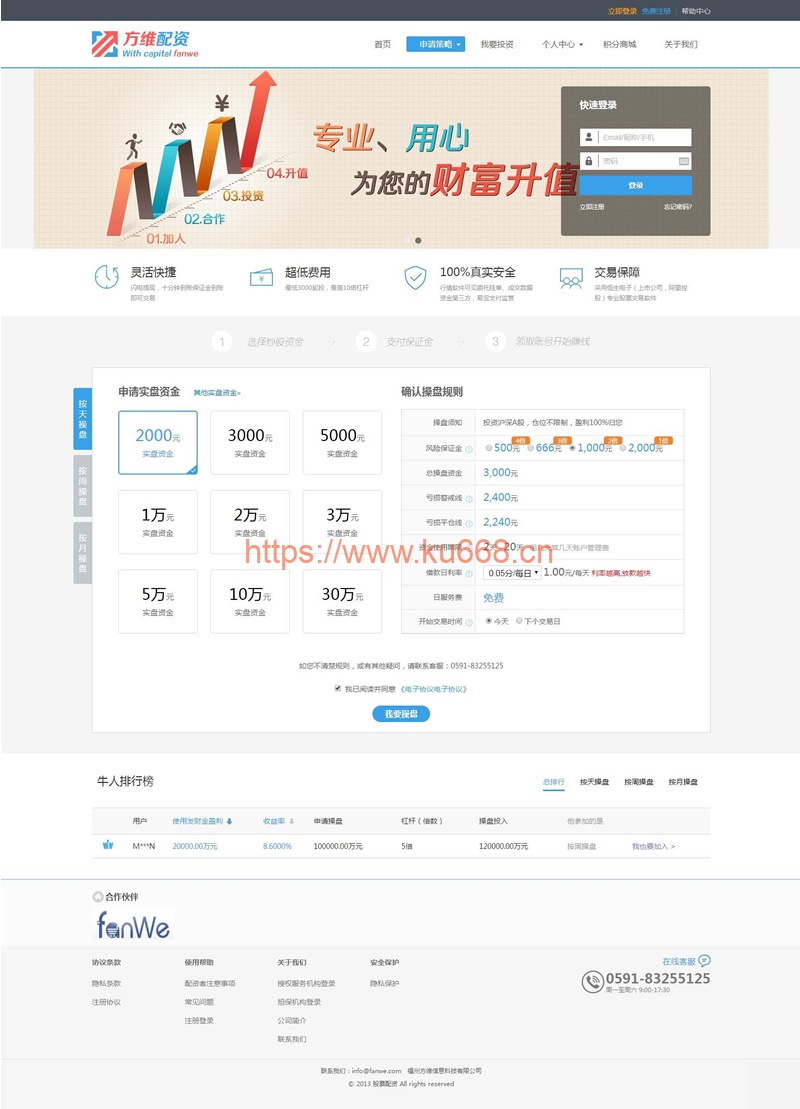 立即登录 免费注册 帮助中心
方维配资
With capital fanwe
首页 申请策略 我要投资 个人中心 积分商城 关于我们
专业、用心
为您的财富升值
¥
04.升值
03.投资
02.合作
01.加入
快速登录
Email/昵称/手机
密码
登录
立即注册 忘记密码?
灵活快捷
闪电提现，十分钟到账保证金到账
即可交易
超低费用
最低3000起投，最高10倍杠杆
100%真实安全
行情软件可见委托挂单、成交数据
资金第三方，易宝支付监管
交易保障
采用恒生电子（上市公司，阿里控
股）专业股票交易软件
1 选择炒股资金 2 支付保证金 3 领取账号开始赚钱
按天操盘
按周操盘
按月操盘
申请实盘资金 其他实盘资金»
2000元
实盘资金
3000元
实盘资金
5000元
实盘资金
1万元
实盘资金
2万元
实盘资金
3万元
实盘资金
5万元
实盘资金
10万元
实盘资金
30万元
实盘资金
确认操盘规则
操盘须知 投资沪深A股，仓位不限制，盈利100%归您
4倍 3倍 2倍 1倍
风险保证金 500元 666元 1,000元 2,000元
总操盘资金 3,000元
亏损警戒线 2,400元
亏损平仓线 2,240元
资金使用期限 2天 - 20天
https://www.ku668.cn
借款日利率 0.05分/每日 1.00元/每天 利率越高,放款越快
日服务费 免费
开始交易时间 今天 下个交易日
如您不清楚规则，或有其他疑问，请联系客服：0591-83255125
我已阅读并同意 《电子协议电子协议》
我要操盘
牛人排行榜 总排行 按天操盘 按周操盘 按月操盘
用户 使用发财金盈利 收益率 申请操盘 杠杆（倍数） 操盘投入 他参加的是
M***N 20000.00万元 8.6000% 100000.00万元 5倍 120000.00万元 按周操盘 我也要加入 >
合作伙伴
fanWe
协议条款 使用帮助 关于我们 安全保护
隐私条款 配资者注意事项 授权服务机构登录 隐私保护
注册协议 常见问题 担保机构登录
注册登录 公司简介
联系我们
在线客服
0591-83255125
周一至周六 9:00-17:30
联系我们：info@fanwe.com 福州方维信息科技有限公司
© 2013 股票配资 All rights reserved